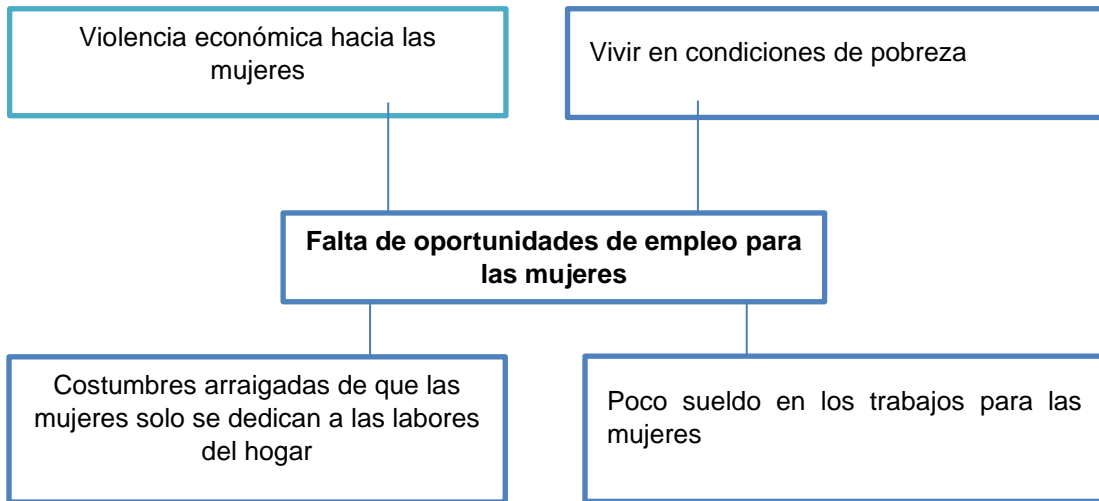 Violencia económica hacia las
mujeres
Vivir en condiciones de pobreza
Falta de oportunidades de empleo para
las mujeres
Costumbres arraigadas de que las
mujeres solo se dedican a las labores
del hogar
Poco sueldo en los trabajos para las
mujeres